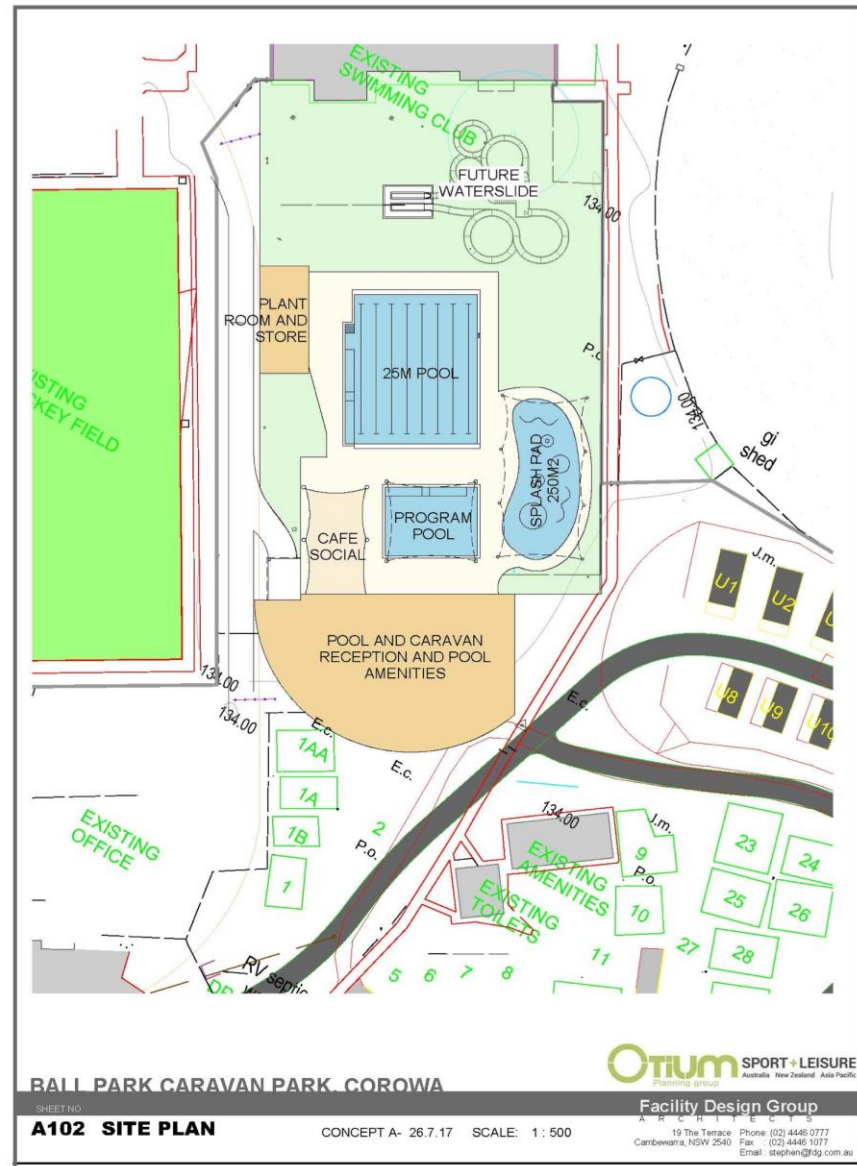 EXISTING
SWIMMING CLUB
FUTURE
WATERSLIDE
134.00
PLANT
ROOM AND
STORE
25M POOL
SPLASH PAD
250M2
PROGRAM
POOL
CAFE
SOCIAL
POOL AND CARAVAN
RECEPTION AND POOL
AMENITIES
134.00
gi
shed
J.m.
U1
U2
U8
U9
U10
134.00
134.00
E.c.
E.c.
E.c.
1AA
1A
1B
1
2
P.o.
EXISTING
OFFICE
134.00
J.m.
P.o.
EXISTING
AMENITIES
EXISTING
TOILETS
9
10
11
23
24
25
26
27
28
5
6
7
8
RV septic
BALL PARK CARAVAN PARK, COROWA
OTIUM
Planning group
SPORT+LEISURE
Australia New Zealand Asia Pacific
SHEET NO
A102 SITE PLAN
CONCEPT A- 26.7.17 SCALE: 1 : 500
Facility Design Group
ARCHITECTS
19 The Terrace Phone: (02) 4446 0777
Cambewarra, NSW 2540 Fax : (02) 4446 1077
Email : stephen@fdg.com.au